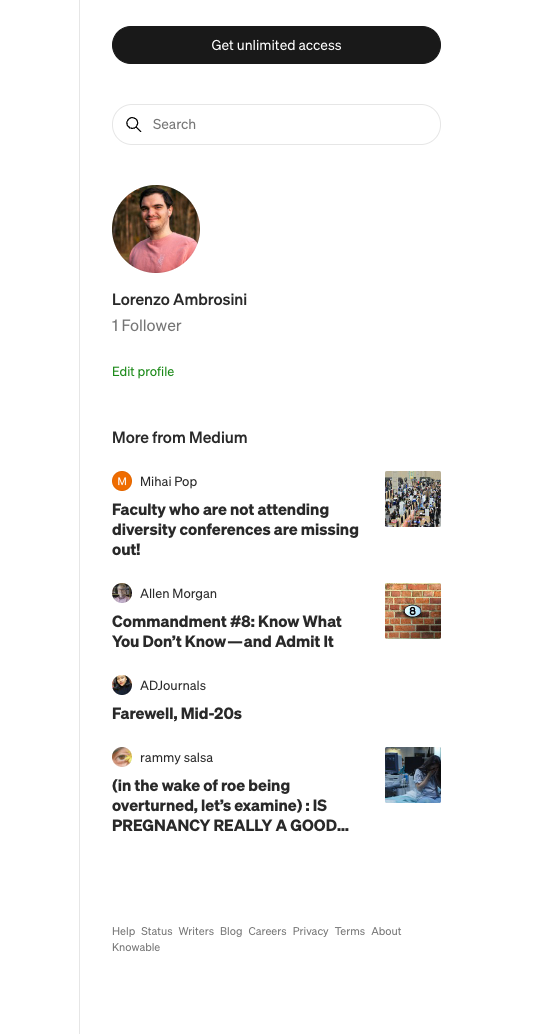 Get unlimited access
Search
Lorenzo Ambrosini
1 Follower
Edit profile
More from Medium
M
Mihai Pop
Faculty who are not attending
diversity conferences are missing
out!
Allen Morgan
Commandment #8: Know What
You Don’t Know — and Admit It
8
ADJournals
Farewell, Mid-20s
rammy salsa
(in the wake of roe being
overturned, let’s examine) : IS
PREGNANCY REALLY A GOOD…
Help Status Writers Blog Careers Privacy Terms About
Knowable